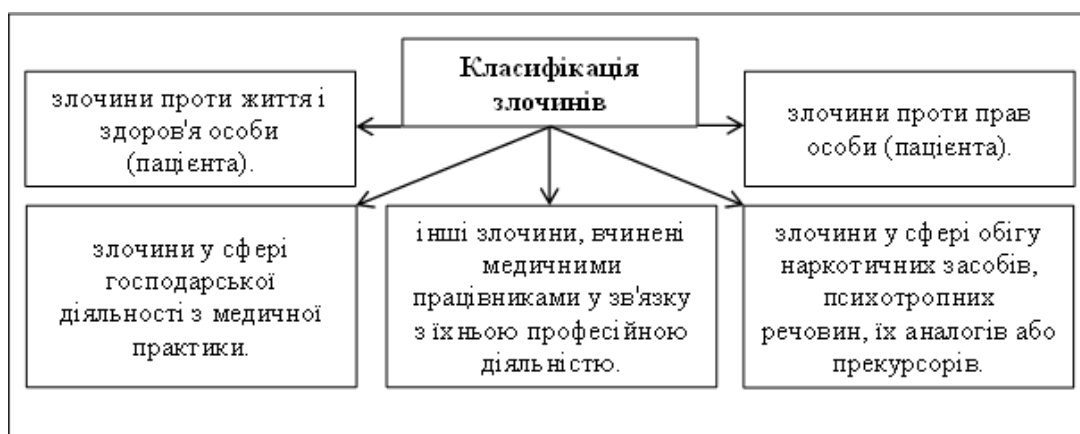 Класифікація
злочинів
злочини проти життя і
здоров'я особи
(пацієнта).
злочини проти прав
особи (пацієнта).
злочини у сфері
господарської
діяльності з медичної
практики.
інші злочини, вчинені
медичними
працівниками у зв'язку
з їхньою професійною
діяльністю.
злочини у сфері обігу
наркотичних засобів,
психотропних
речовин, їх аналогів або
прекурсорів.